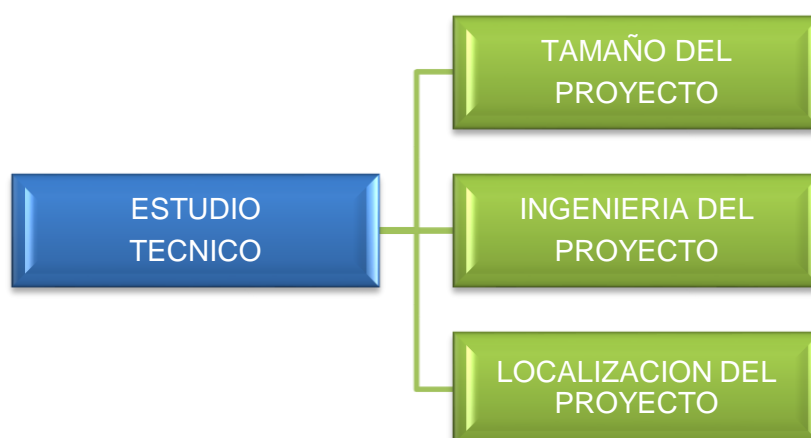 TAMAÑO DEL
PROYECTO
ESTUDIO
TECNICO
INGENIERIA DEL
PROYECTO
LOCALIZACION DEL
PROYECTO